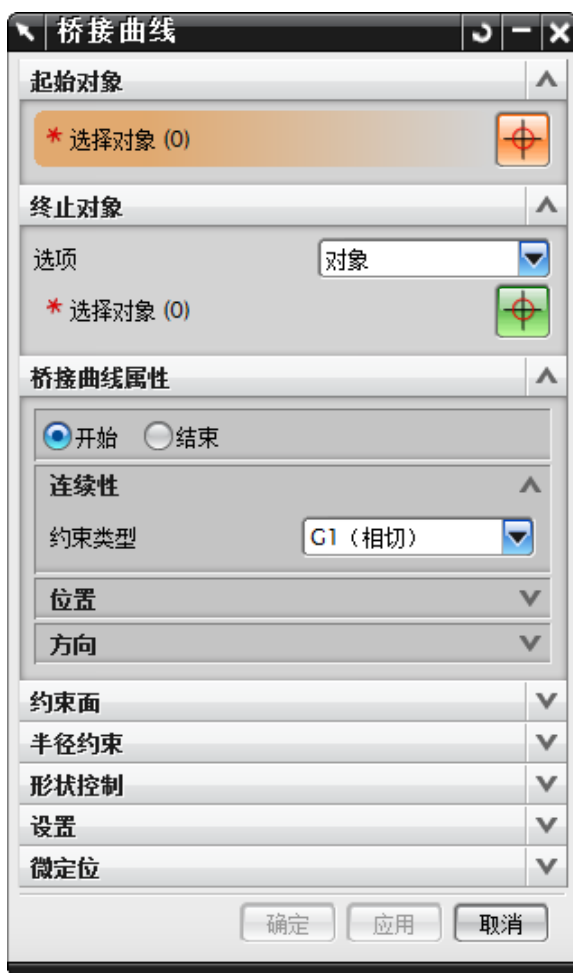 桥接曲线
起始对象
* 选择对象 (0)
终止对象
选项 对象
* 选择对象 (0)
桥接曲线属性
开始 结束
连续性
约束类型 G1（相切）
位置
方向
约束面
半径约束
形状控制
设置
微定位
确定 应用 取消